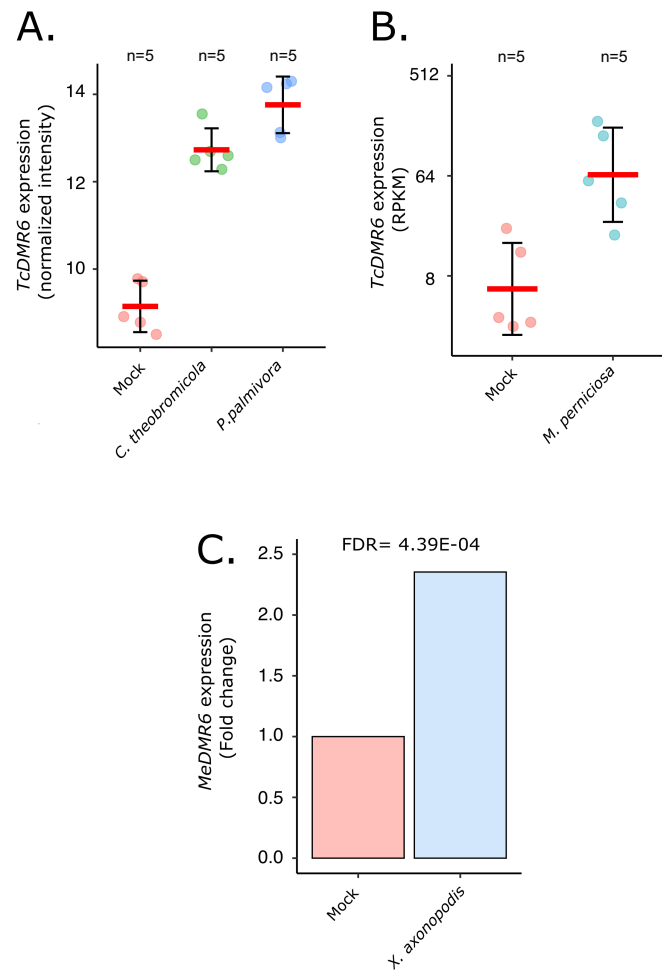 A.
n=5 n=5 n=5
TcDMR6 expression
(normalized intensity)
14
12
10
Mock
C. theobromicola
P.palmivora
B.
n=5 n=5
TcDMR6 expression
(RPKM)
512
64
8
Mock
M. perniciosa
C.
FDR= 4.39E-04
MeDMR6 expression
(Fold change)
2.5
2.0
1.5
1.0
0.5
0.0
Mock
X. axonopodis